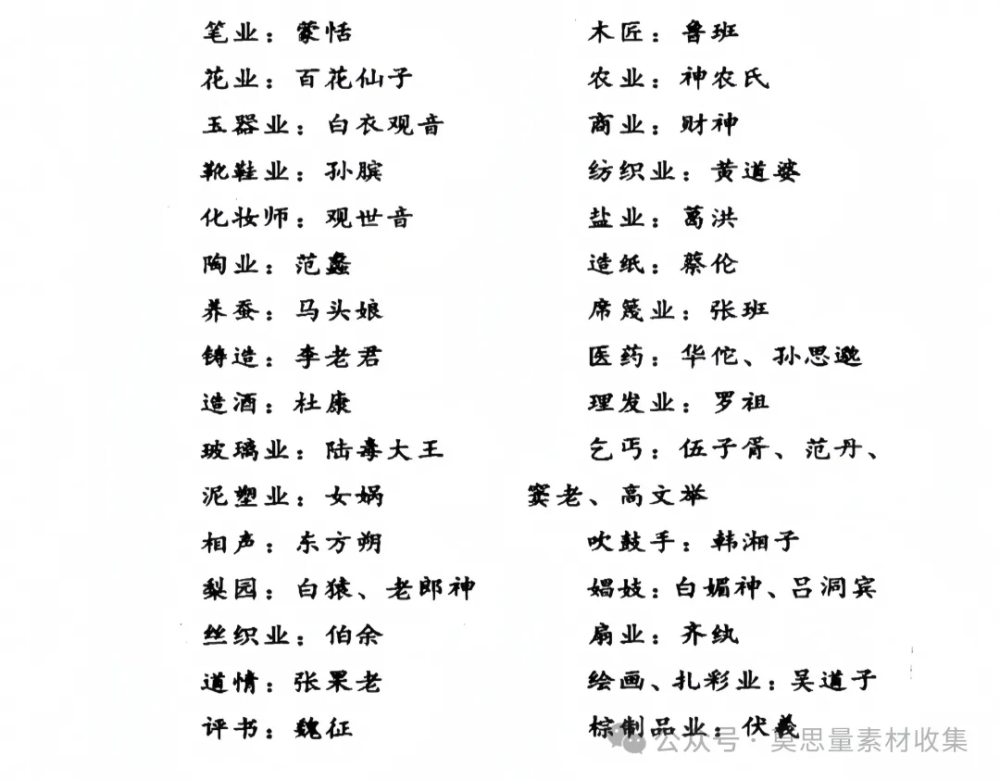 笔业：蒙恬
花业：百花仙子
玉器业：白衣观音
靴鞋业：孙膑
化妆师：观世音
陶业：范蠡
养蚕：马头娘
铸造：李老君
造酒：杜康
玻璃业：陆毒大王
泥塑业：女娲
相声：东方朔
梨园：白猿、老郎神
丝织业：伯余
道情：张果老
评书：魏征
木匠：鲁班
农业：神农氏
商业：财神
纺织业：黄道婆
盐业：葛洪
造纸：蔡伦
席篾业：张班
医药：华佗、孙思邈
理发业：罗祖
乞丐：伍子胥、范丹、
窦老、高文举
吹鼓手：韩湘子
娼妓：白媚神、吕洞宾
扇业：齐纨
绘画、扎彩业：吴道子
棕制品业：伏羲
公众号·莫思量素材收集